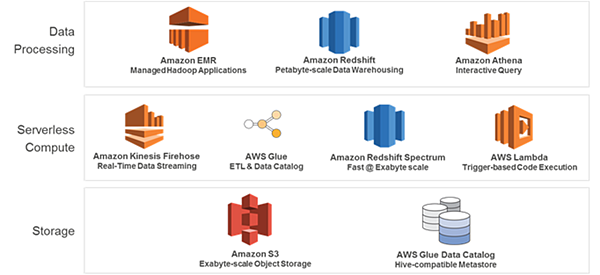 Data
Processing
Amazon EMR
Managed Hadoop Applications
Amazon Redshift
Petabyte-scale Data Warehousing
Amazon Athena
Interactive Query
Serverless
Compute
Amazon Kinesis Firehose
Real-Time Data Streaming
AWS Glue
ETL & Data Catalog
Amazon Redshift Spectrum
Fast @ Exabyte scale
AWS Lambda
Trigger-based Code Execution
Storage
Amazon S3
Exabyte-scale Object Storage
AWS Glue Data Catalog
Hive-compatible Metastore